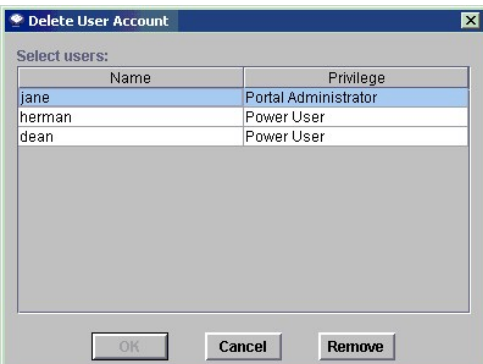 Delete User Account
Select users:
Name Privilege
jane Portal Administrator
herman Power User
dean Power User
OK Cancel Remove